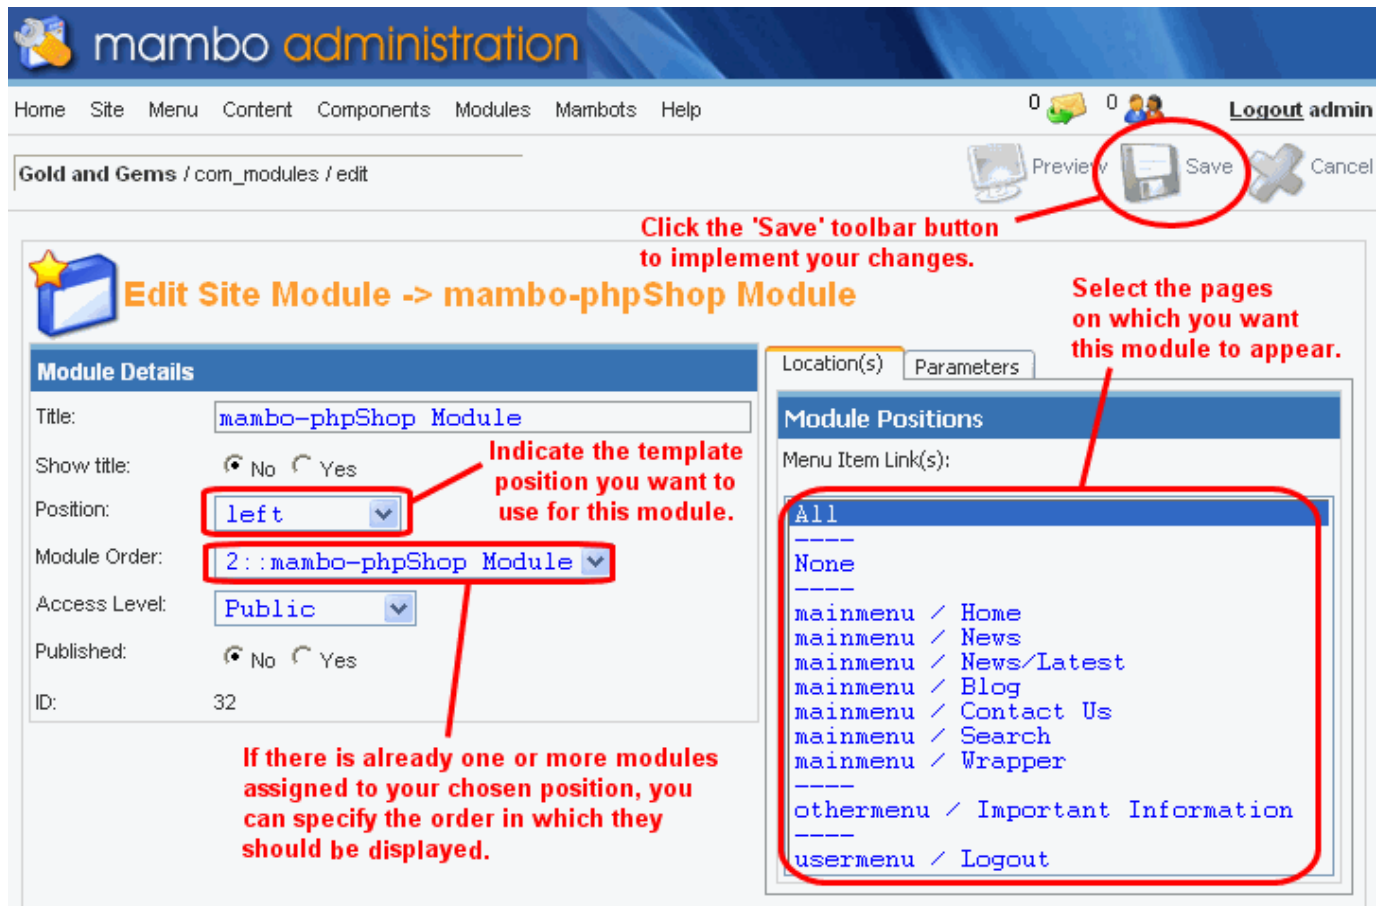 mambo administration
Home Site Menu Content Components Modules Mambots Help 0 0 Logout admin
Gold and Gems / com_modules / edit
Preview Save Cancel
Click the 'Save' toolbar button
to implement your changes.
Edit Site Module -> mambo-phpShop Module
Select the pages
on which you want
this module to appear.
Module Details
Title: mambo-phpShop Module
Show title: No Yes
Indicate the template
position you want to
use for this module.
Position: left
Module Order: 2::mambo-phpShop Module
Access Level: Public
Published: No Yes
ID: 32
If there is already one or more modules
assigned to your chosen position, you
can specify the order in which they
should be displayed.
Location(s) Parameters
Module Positions
Menu Item Link(s):
All
----
None
----
mainmenu / Home
mainmenu / News
mainmenu / News/Latest
mainmenu / Blog
mainmenu / Contact Us
mainmenu / Search
mainmenu / Wrapper
----
othermenu / Important Information
----
usermenu / Logout